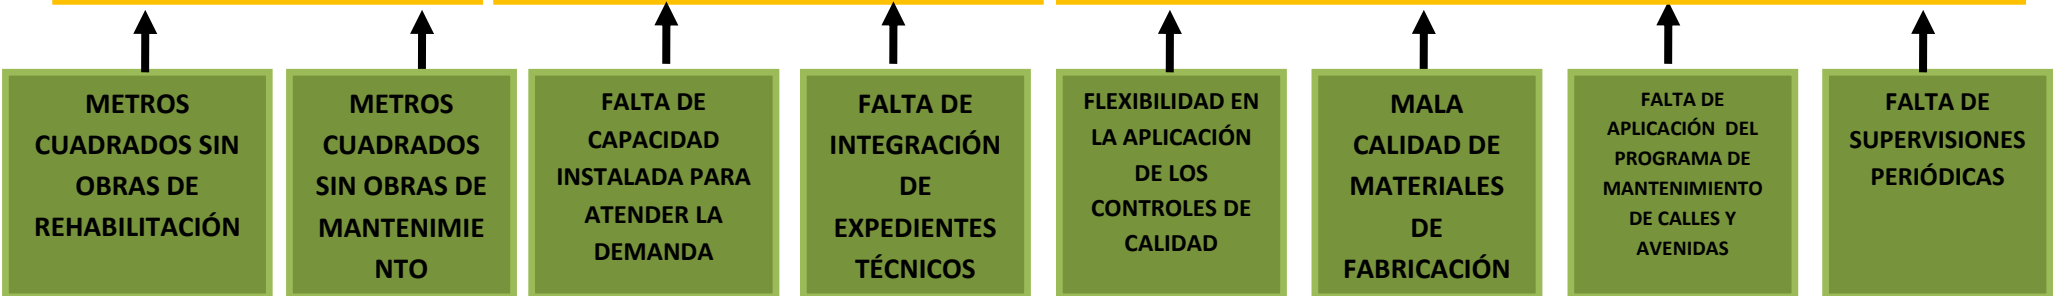 METROS
CUADRADOS SIN
OBRAS DE
REHABILITACIÓN
METROS
CUADRADOS
SIN OBRAS DE
MANTENIMIE
NTO
FALTA DE
CAPACIDAD
INSTALADA PARA
ATENDER LA
DEMANDA
FALTA DE
INTEGRACIÓN
DE
EXPEDIENTES
TÉCNICOS
FLEXIBILIDAD EN
LA APLICACIÓN
DE LOS
CONTROLES DE
CALIDAD
MALA
CALIDAD DE
MATERIALES
DE
FABRICACIÓN
FALTA DE
APLICACIÓN DEL
PROGRAMA DE
MANTENIMIENTO
DE CALLES Y
AVENIDAS
FALTA DE
SUPERVISIONES
PERIÓDICAS